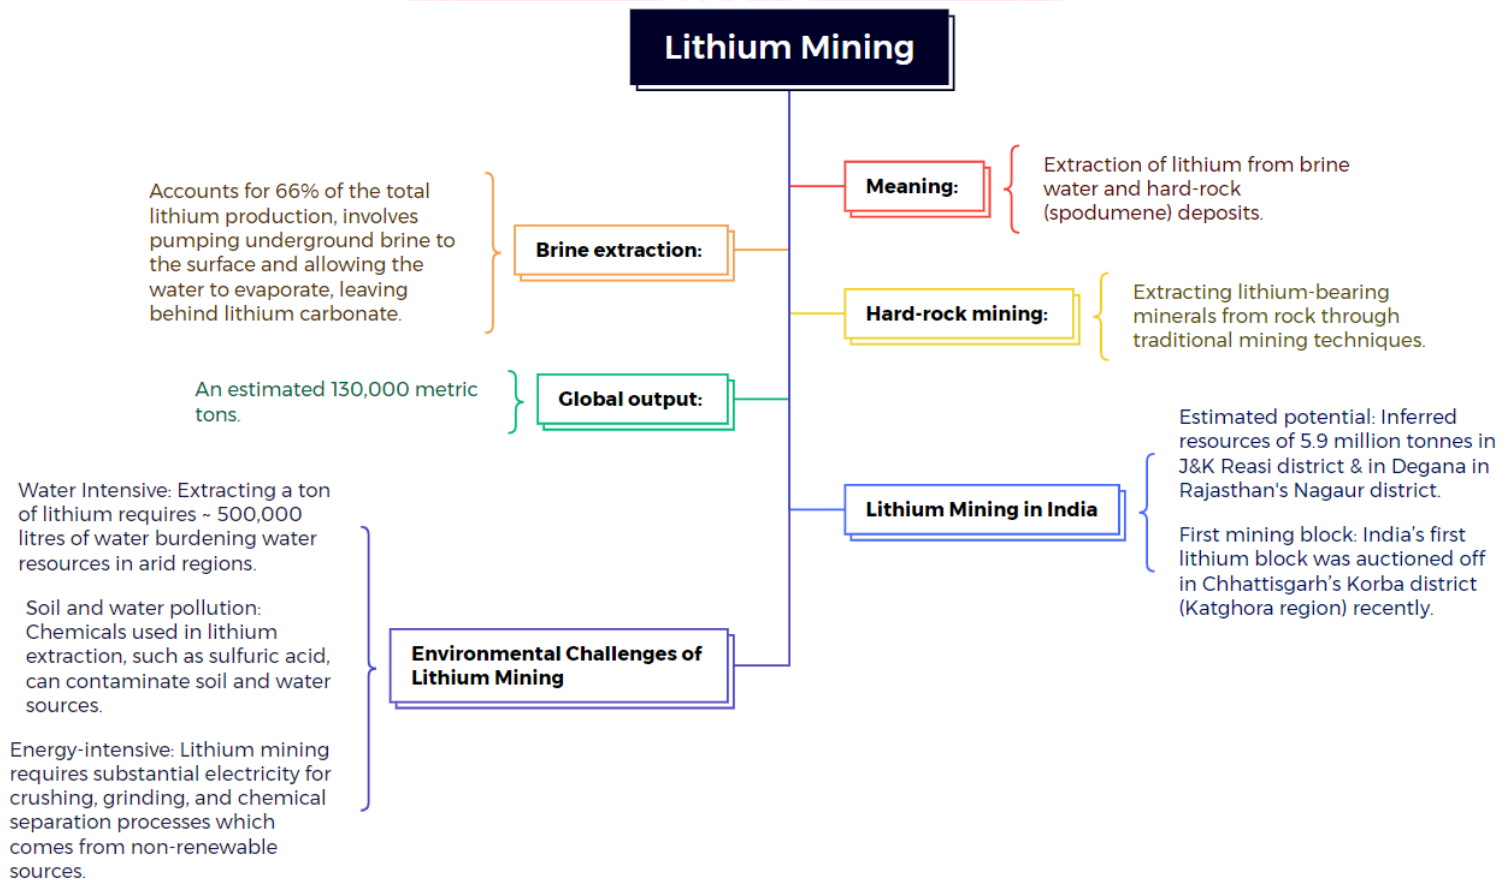 Lithium Mining
Meaning:
Extraction of lithium from brine
water and hard-rock
(spodumene) deposits.
Brine extraction:
Accounts for 66% of the total
lithium production, involves
pumping underground brine to
the surface and allowing the
water to evaporate, leaving
behind lithium carbonate.
Hard-rock mining:
Extracting lithium-bearing
minerals from rock through
traditional mining techniques.
Global output:
An estimated 130,000 metric
tons.
Lithium Mining in India
Estimated potential: Inferred
resources of 5.9 million tonnes in
J&K Reasi district & in Degana in
Rajasthan's Nagaur district.
First mining block: India’s first
lithium block was auctioned off
in Chhattisgarh’s Korba district
(Katghora region) recently.
Environmental Challenges of
Lithium Mining
Water Intensive: Extracting a ton
of lithium requires ~ 500,000
litres of water burdening water
resources in arid regions.
Soil and water pollution:
Chemicals used in lithium
extraction, such as sulfuric acid,
can contaminate soil and water
sources.
Energy-intensive: Lithium mining
requires substantial electricity for
crushing, grinding, and chemical
separation processes which
comes from non-renewable
sources.